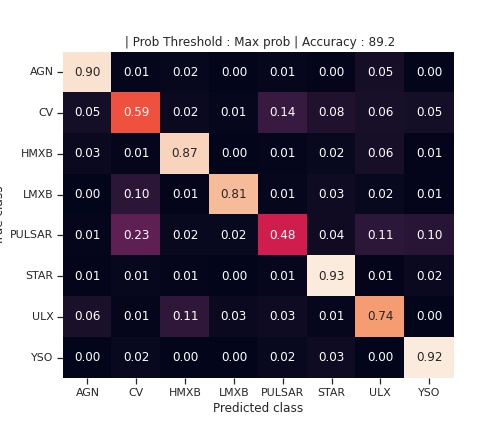 | Prob Threshold : Max prob | Accuracy : 89.2
AGN 0.90 0.01 0.02 0.00 0.01 0.00 0.05 0.00
CV 0.05 0.59 0.02 0.01 0.14 0.08 0.06 0.05
HMXB 0.03 0.01 0.87 0.00 0.01 0.02 0.06 0.01
LMXB 0.00 0.10 0.01 0.81 0.01 0.03 0.02 0.01
PULSAR 0.01 0.23 0.02 0.02 0.48 0.04 0.11 0.10
STAR 0.01 0.01 0.01 0.00 0.01 0.93 0.01 0.02
ULX 0.06 0.01 0.11 0.03 0.03 0.01 0.74 0.00
YSO 0.00 0.02 0.00 0.00 0.02 0.03 0.00 0.92
AGN CV HMXB LMXB PULSAR STAR ULX YSO
Predicted class